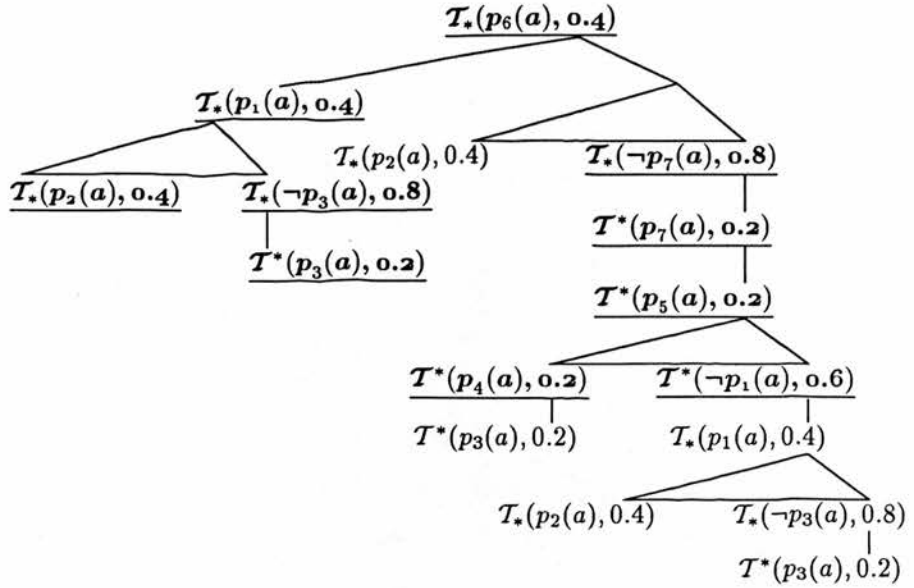 𝒯₎*(p₆(a), 0.4)
𝒯₎*(p₁(a), 0.4)
𝒯₎*(p₂(a), 0.4) 𝒯₎*(¬p₇(a), 0.8)
𝒯₎*(p₂(a), 0.4) 𝒯₎*(¬p₃(a), 0.8)
𝒯^*(p₇(a), 0.2)
𝒯^*(p₃(a), 0.2)
𝒯^*(p₅(a), 0.2)
𝒯^*(p₄(a), 0.2) 𝒯^*(¬p₁(a), 0.6)
𝒯^*(p₃(a), 0.2) 𝒯₎*(p₁(a), 0.4)
𝒯₎*(p₂(a), 0.4) 𝒯₎*(¬p₃(a), 0.8)
𝒯^*(p₃(a), 0.2)